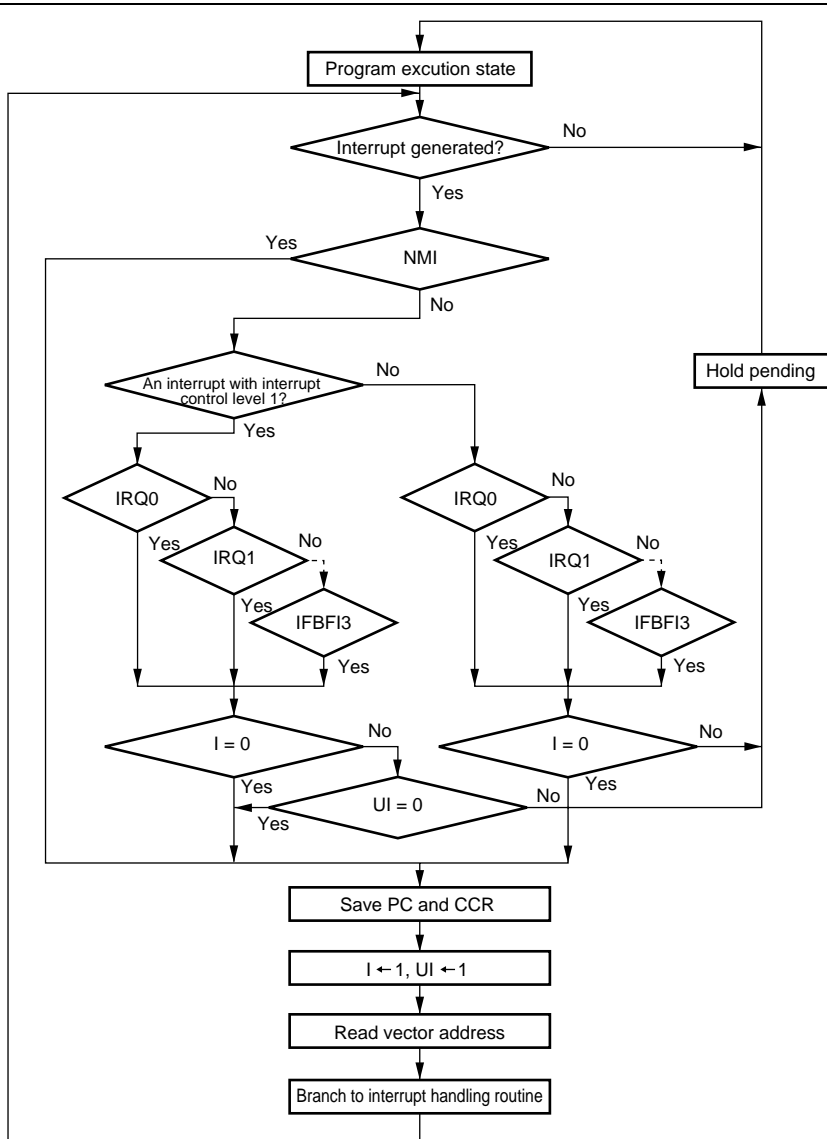 Program excution state
No
Interrupt generated?
Yes
Yes
NMI
No
An interrupt with interrupt
control level 1?
No
Hold pending
Yes
IRQ0
No
IRQ0
No
Yes
IRQ1
No
Yes
IRQ1
No
Yes
IFBFI3
Yes
IFBFI3
Yes
Yes
I = 0
No
I = 0
No
Yes
Yes
UI = 0
No
Yes
Save PC and CCR
I ← 1, UI ← 1
Read vector address
Branch to interrupt handling routine